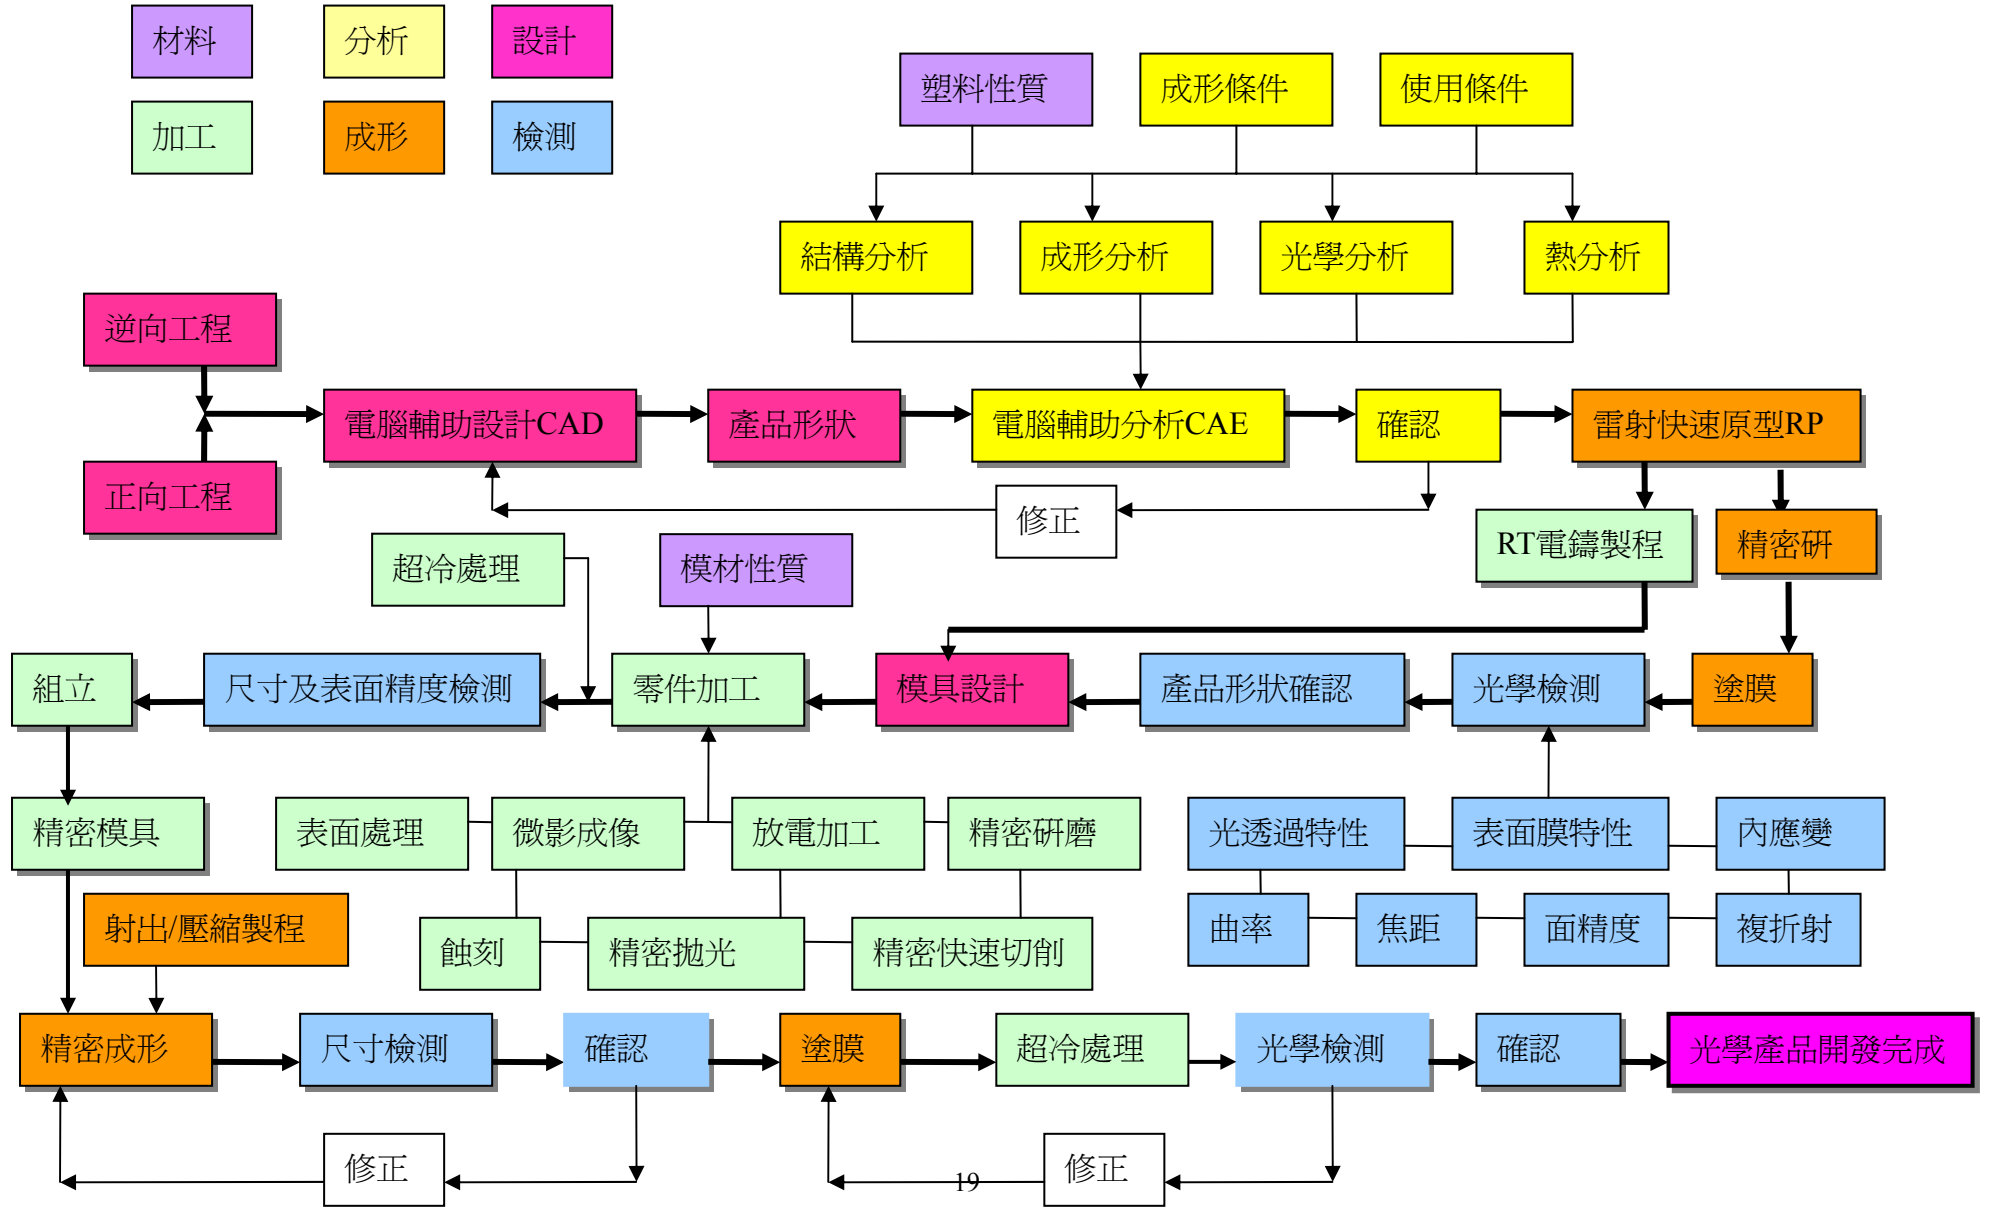 材料
分析
設計
加工
成形
檢測
塑料性質
成形條件
使用條件
結構分析
成形分析
光學分析
熱分析
逆向工程
正向工程
電腦輔助設計CAD
產品形狀
電腦輔助分析CAE
確認
雷射快速原型RP
修正
RT電鑄製程
精密研
超冷處理
模材性質
組立
尺寸及表面精度檢測
零件加工
模具設計
產品形狀確認
光學檢測
塗膜
精密模具
表面處理
微影成像
放電加工
精密研磨
光透過特性
表面膜特性
內應變
射出/壓縮製程
蝕刻
精密拋光
精密快速切削
曲率
焦距
面精度
複折射
精密成形
尺寸檢測
確認
塗膜
超冷處理
光學檢測
確認
光學產品開發完成
修正
19
修正